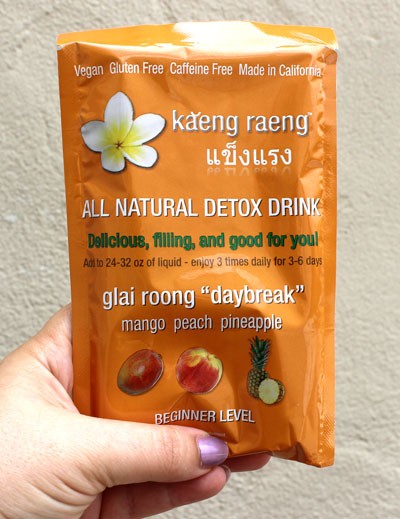 Vegan Gluten Free Caffeine Free Made in California
kǎeng raeng™
แข็งแรง
ALL NATURAL DETOX DRINK
Delicious, filling, and good for you!
Add to 24-32 oz of liquid - enjoy 3 times daily for 3-6 days
glai roong "daybreak"
mango peach pineapple
BEGINNER LEVEL